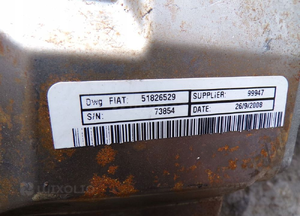 Dwg FIAT: 51826529 SUPPLIER: 99947
S/N: 73854 DATE: 26/9/2008